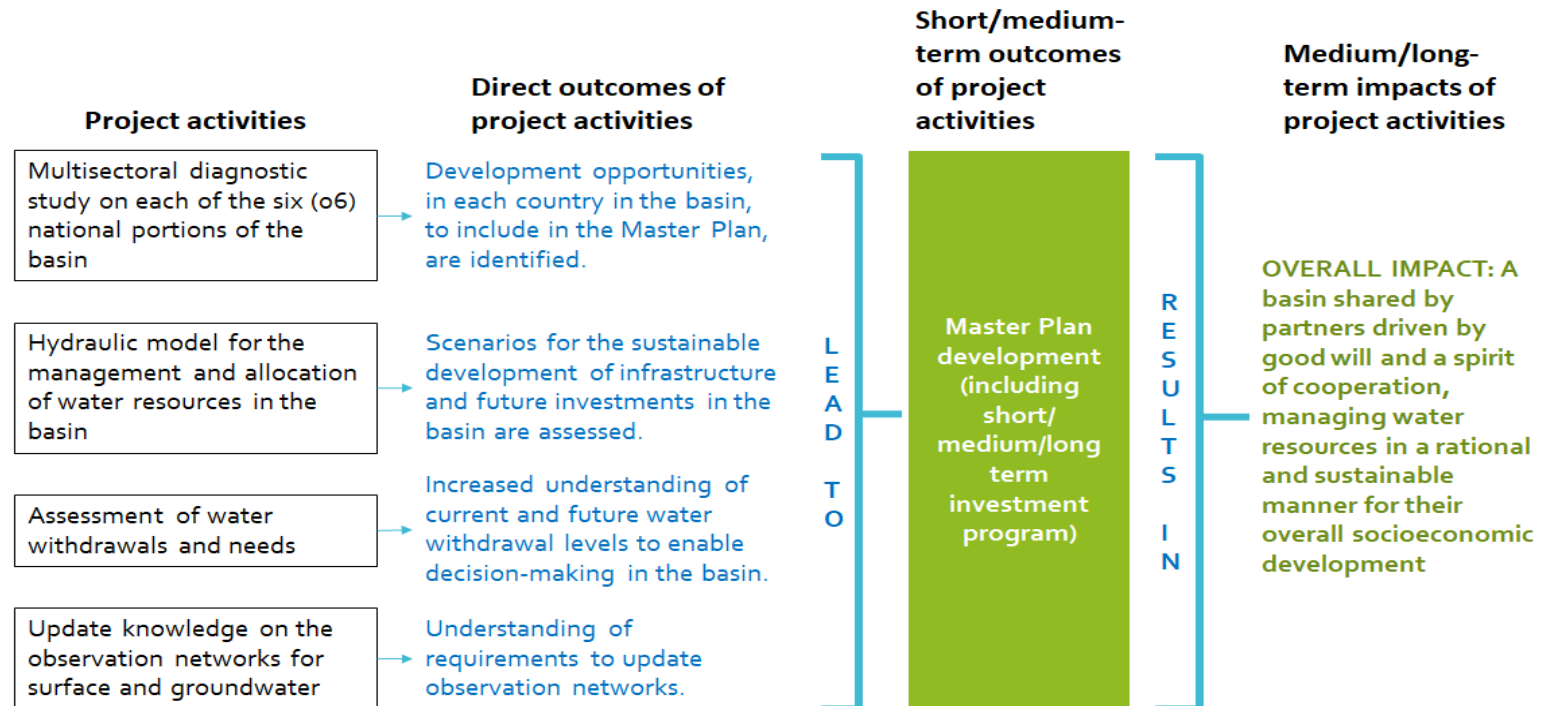 Project activities
Direct outcomes of
project activities
Short/medium-
term outcomes
of project
activities
Medium/long-
term impacts of
project activities
Multisectoral diagnostic
study on each of the six (o6)
national portions of the
basin
Development opportunities,
in each country in the basin,
to include in the Master Plan,
are identified.
Hydraulic model for the
management and allocation
of water resources in the
basin
Scenarios for the sustainable
development of infrastructure
and future investments in the
basin are assessed.
Assessment of water
withdrawals and needs
Increased understanding of
current and future water
withdrawal levels to enable
decision-making in the basin.
Update knowledge on the
observation networks for
surface and groundwater
Understanding of
requirements to update
observation networks.
LEAD TO
Master Plan
development
(including
short/
medium/long
term
investment
program)
RESULTS IN
OVERALL IMPACT: A
basin shared by
partners driven by
good will and a spirit
of cooperation,
managing water
resources in a rational
and sustainable
manner for their
overall socioeconomic
development